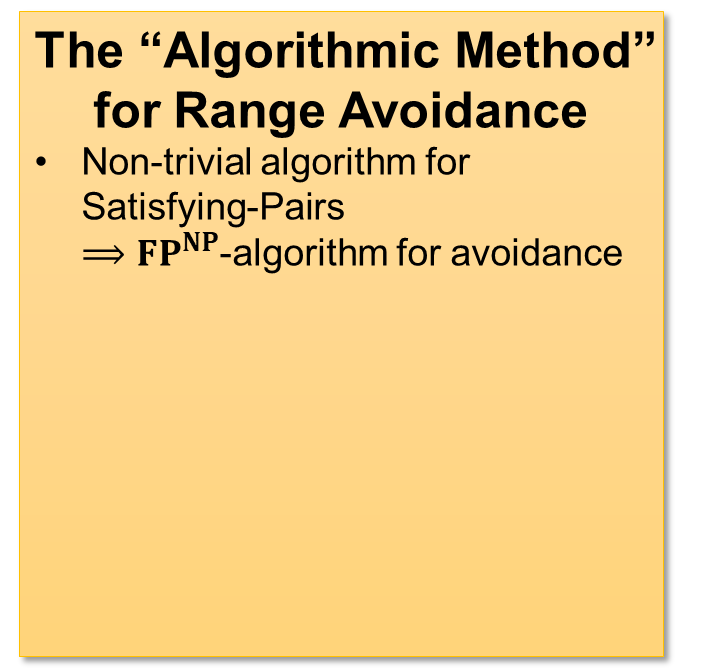 The “Algorithmic Method”
for Range Avoidance
• Non-trivial algorithm for
Satisfying-Pairs
⟹ 𝐅𝐏^𝐍𝐏-algorithm for avoidance